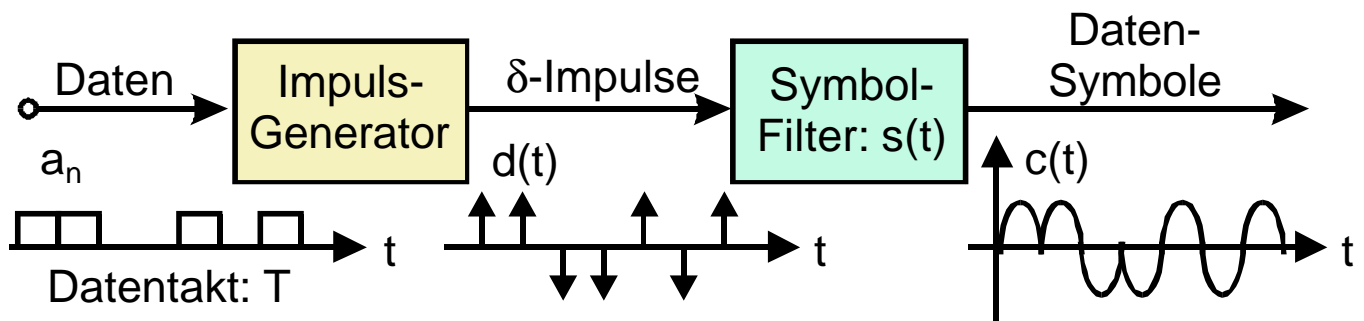 Daten
Impuls-
Generator
δ-Impulse
Symbol-
Filter: s(t)
Daten-
Symbole
aₙ
d(t)
c(t)
t
t
t
Datentakt: T